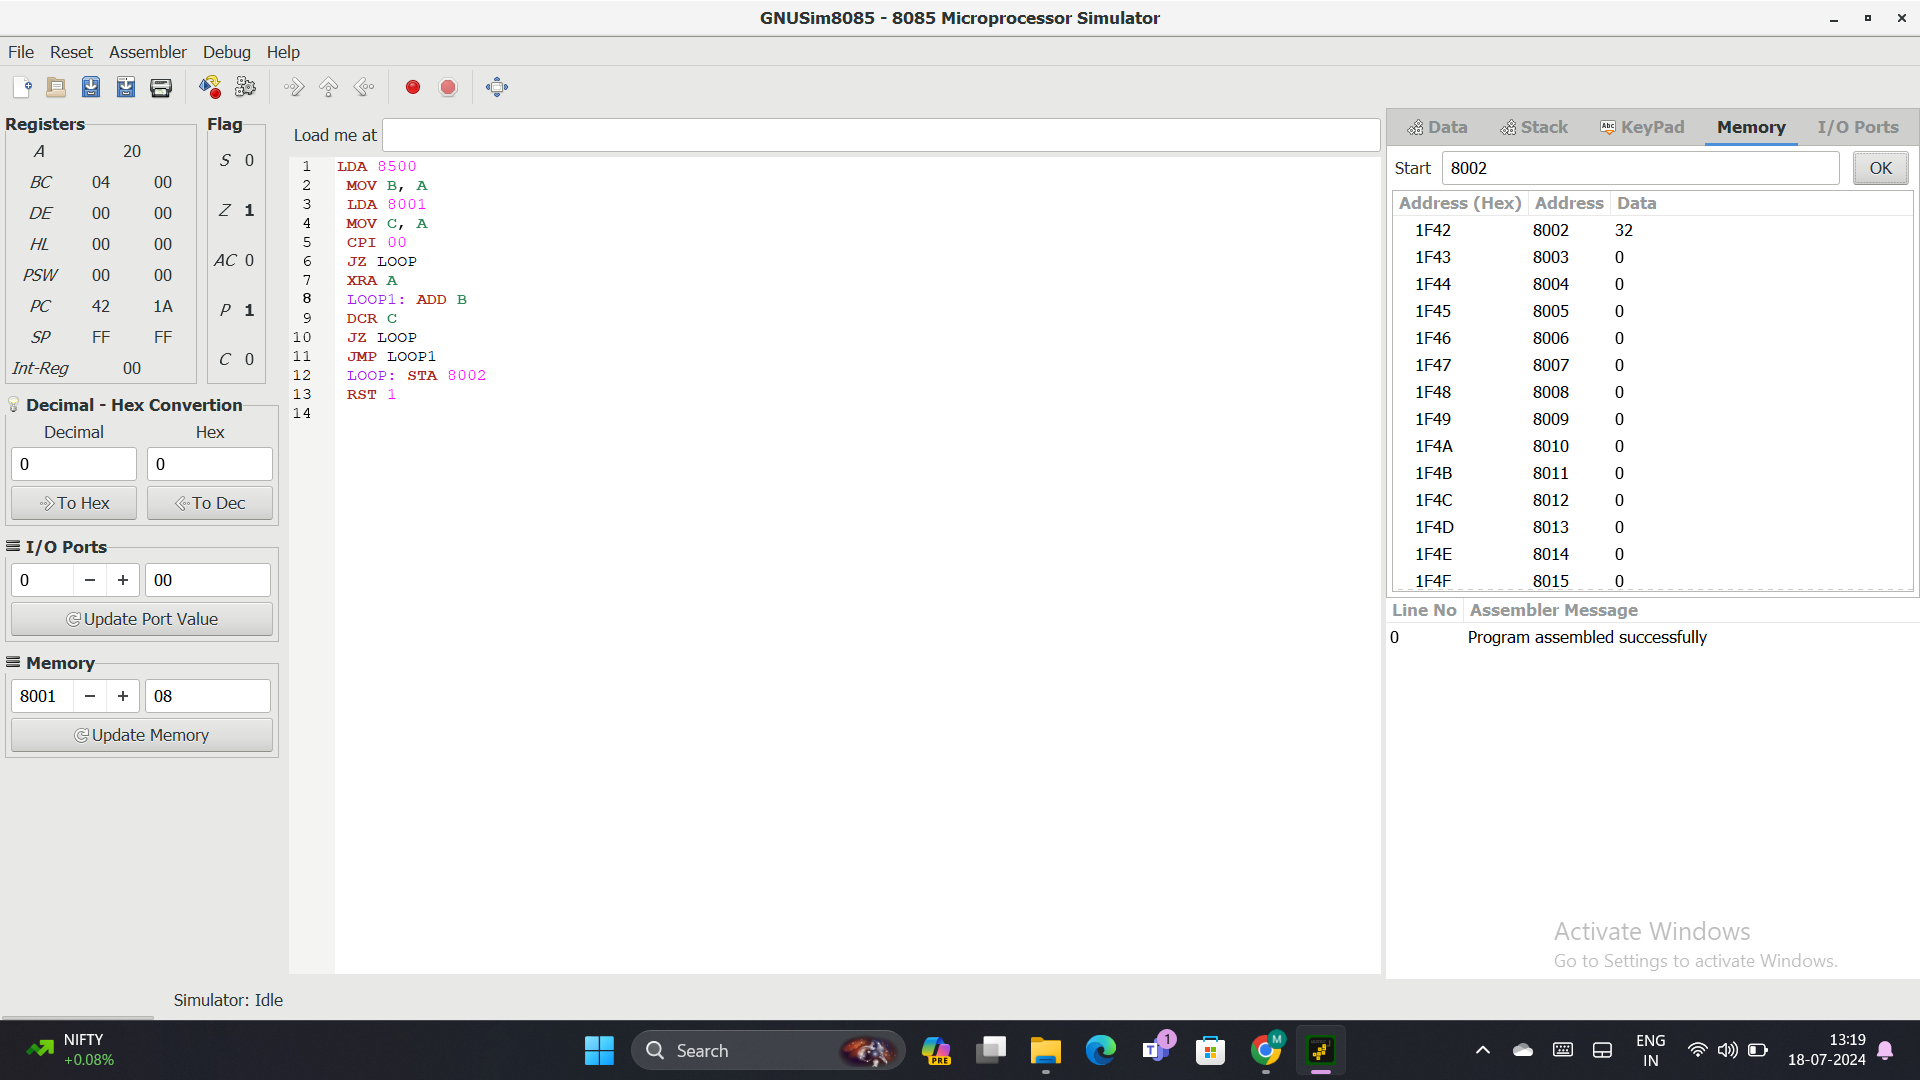 GNUSim8085 - 8085 Microprocessor Simulator
File Reset Assembler Debug Help
Registers
A 20
BC 04 00
DE 00 00
HL 00 00
PSW 00 00
PC 42 1A
SP FF FF
Int-Reg 00
Flag
S 0
Z 1
AC 0
P 1
C 0
Decimal - Hex Convertion
Decimal Hex
0 0
To Hex To Dec
I/O Ports
0 − + 00
Update Port Value
Memory
8001 − + 08
Update Memory
Load me at
1 LDA 8500
2 MOV B, A
3 LDA 8001
4 MOV C, A
5 CPI 00
6 JZ LOOP
7 XRA A
8 LOOP1: ADD B
9 DCR C
10 JZ LOOP
11 JMP LOOP1
12 LOOP: STA 8002
13 RST 1
14
Data Stack Abc KeyPad Memory I/O Ports
Start 8002 OK
Address (Hex) Address Data
1F42 8002 32
1F43 8003 0
1F44 8004 0
1F45 8005 0
1F46 8006 0
1F47 8007 0
1F48 8008 0
1F49 8009 0
1F4A 8010 0
1F4B 8011 0
1F4C 8012 0
1F4D 8013 0
1F4E 8014 0
1F4F 8015 0
Line No Assembler Message
0 Program assembled successfully
Activate Windows
Go to Settings to activate Windows.
Simulator: Idle
NIFTY
+0.08%
Search
PRE
T
1
M
ENG
IN
13:19
18-07-2024